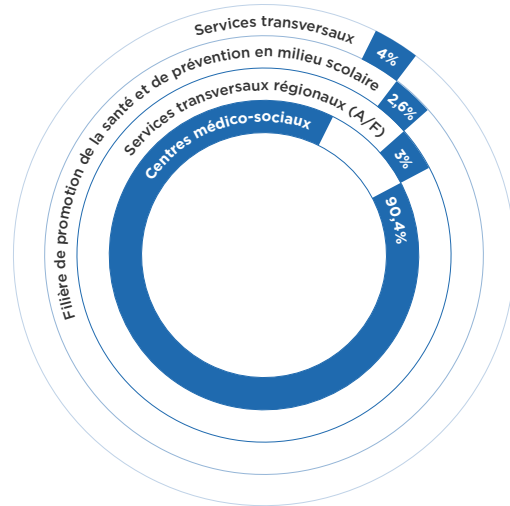 Services transversaux
4%
Filière de promotion de la santé et de prévention en milieu scolaire
2,6%
Services transversaux régionaux (A/F)
3%
Centres médico-sociaux
90,4%